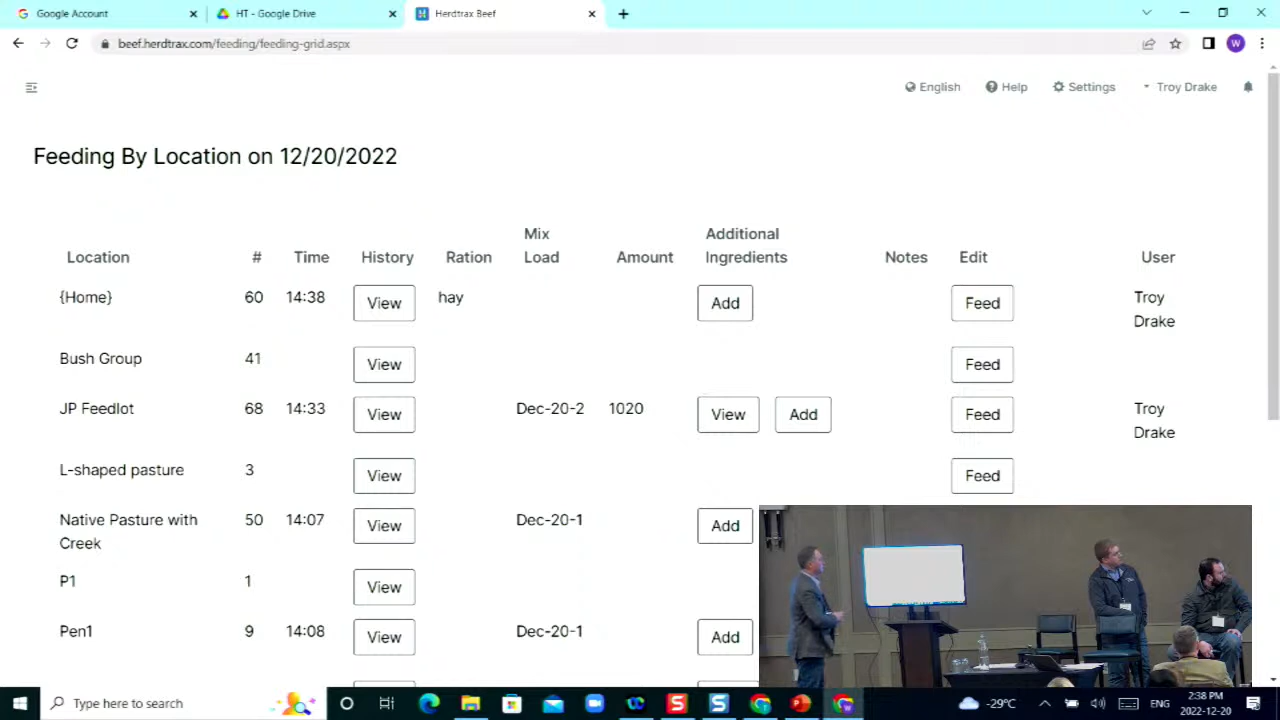 Google Account
HT - Google Drive
Herdtrax Beef
beef.herdtrax.com/feeding/feeding-grid.aspx
W
English Help Settings Troy Drake
Feeding By Location on 12/20/2022
Location # Time History Ration Mix Load Amount Additional Ingredients Notes Edit User
{Home} 60 14:38 View hay Add Feed Troy Drake
Bush Group 41 View Feed
JP Feedlot 68 14:33 View Dec-20-2 1020 View Add Feed Troy Drake
L-shaped pasture 3 View Feed
Native Pasture with Creek 50 14:07 View Dec-20-1 Add
P1 1 View
Pen1 9 14:08 View Dec-20-1 Add
Type here to search
-29°C
ENG
2:38 PM
2022-12-20